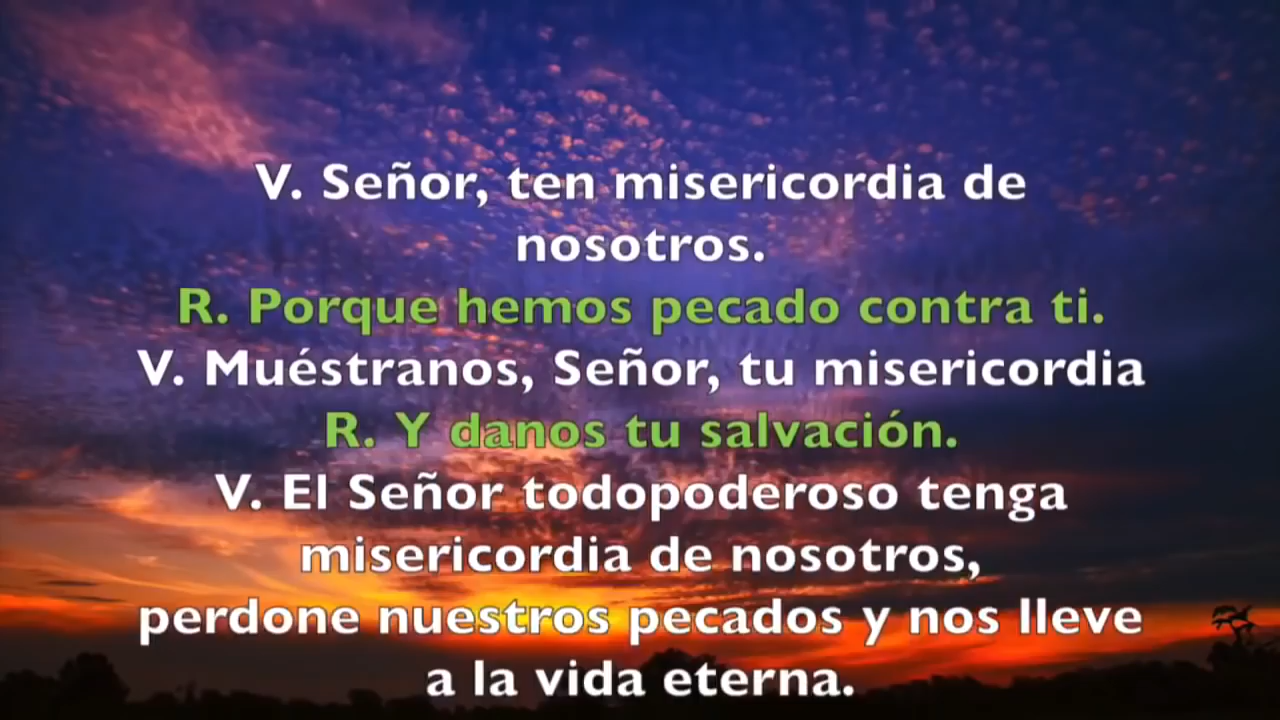 V. Señor, ten misericordia de
nosotros.
R. Porque hemos pecado contra ti.
V. Muéstranos, Señor, tu misericordia
R. Y danos tu salvación.
V. El Señor todopoderoso tenga
misericordia de nosotros,
perdone nuestros pecados y nos lleve
a la vida eterna.